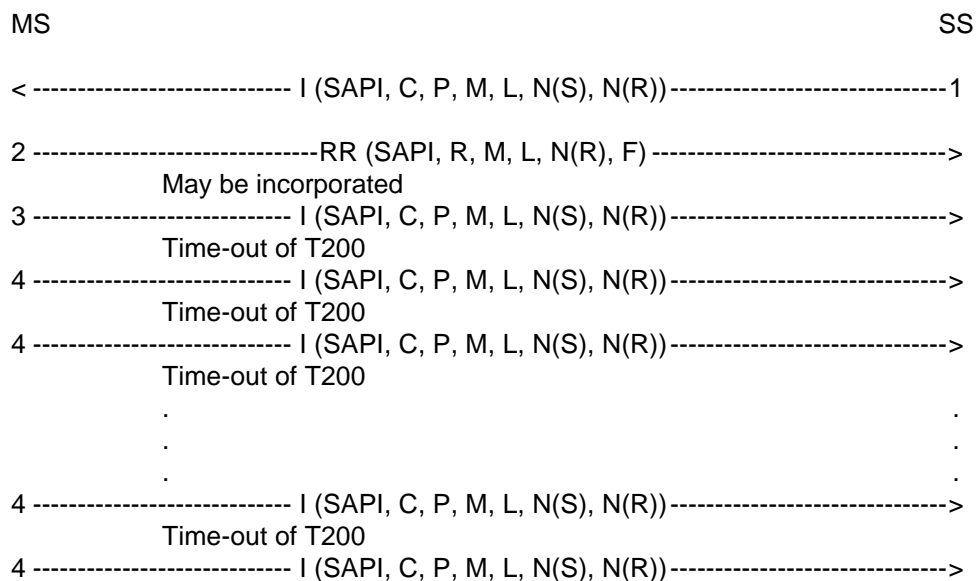 MS SS
< ----------------------------- I (SAPI, C, P, M, L, N(S), N(R))-------------------------------1
2 --------------------------------RR (SAPI, R, M, L, N(R), F) --------------------------------->
May be incorporated
3 ----------------------------- I (SAPI, C, P, M, L, N(S), N(R))------------------------------->
Time-out of T200
4 ----------------------------- I (SAPI, C, P, M, L, N(S), N(R))------------------------------->
Time-out of T200
4 ----------------------------- I (SAPI, C, P, M, L, N(S), N(R))------------------------------->
Time-out of T200
. .
. .
. .
4 ----------------------------- I (SAPI, C, P, M, L, N(S), N(R))------------------------------->
Time-out of T200
4 ----------------------------- I (SAPI, C, P, M, L, N(S), N(R))------------------------------->